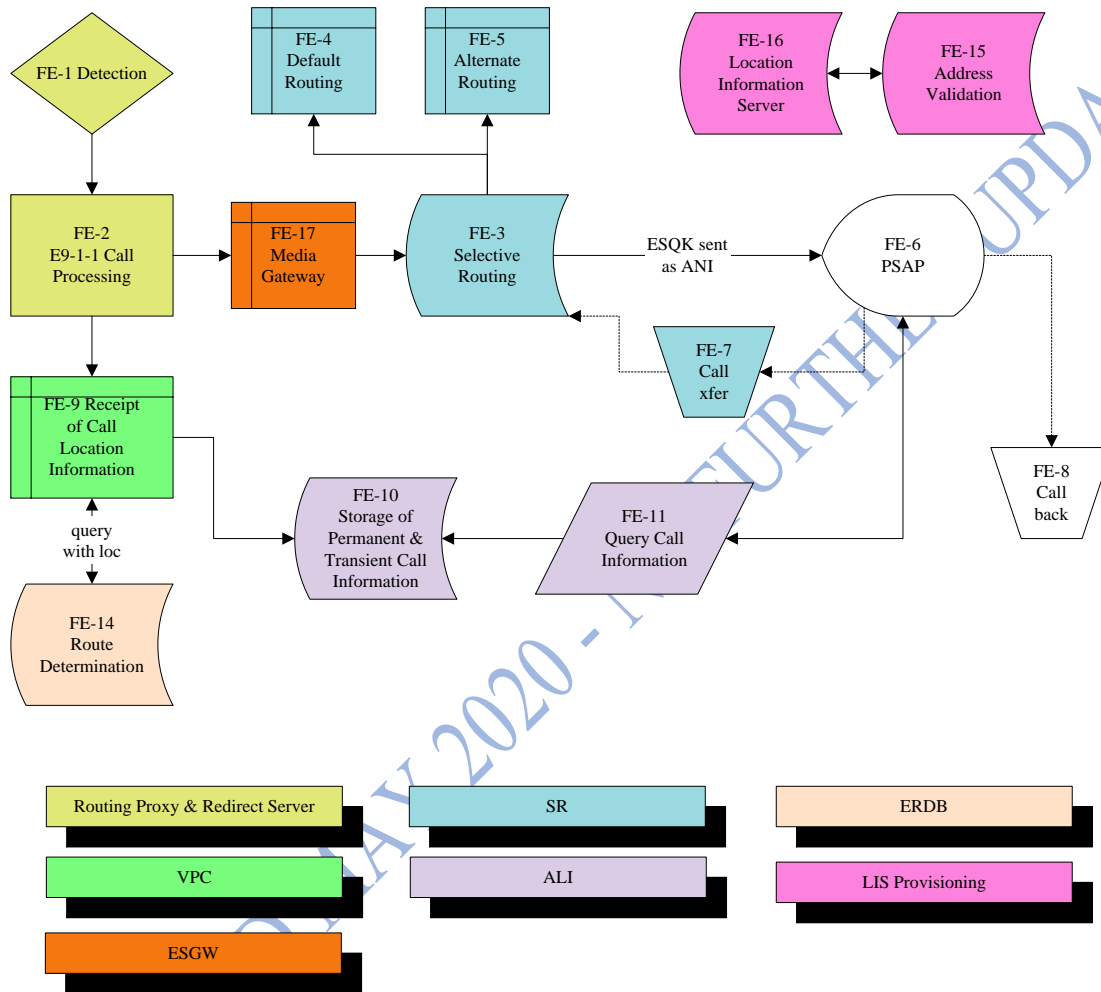 FE-1 Detection
FE-4
Default
Routing
FE-5
Alternate
Routing
FE-16
Location
Information
Server
FE-15
Address
Validation
FE-2
E9-1-1 Call
Processing
FE-17
Media
Gateway
FE-3
Selective
Routing
ESQK sent
as ANI
FE-6
PSAP
FE-7
Call
xfer
FE-9 Receipt
of Call
Location
Information
FE-10
Storage of
Permanent &
Transient Call
Information
FE-11
Query Call
Information
FE-8
Call
back
query
with loc
FE-14
Route
Determination
Routing Proxy & Redirect Server
SR
ERDB
VPC
ALI
LIS Provisioning
ESGW
MAY 2020 -